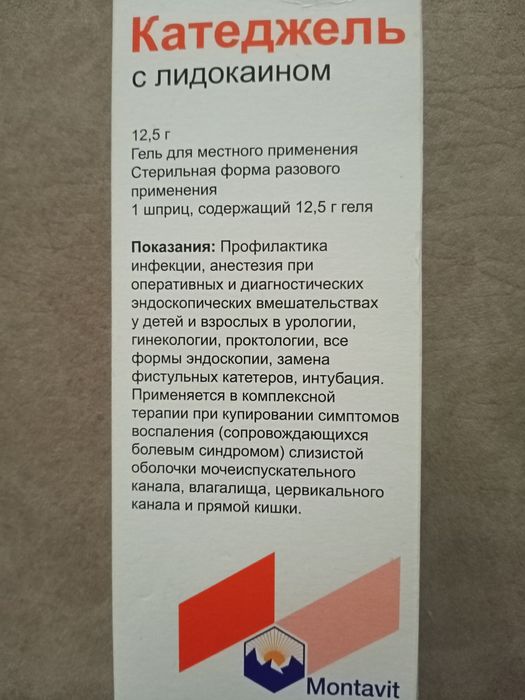 Катеджель
с лидокаином
12,5 г
Гель для местного применения
Стерильная форма разового
применения
1 шприц, содержащий 12,5 г геля
Показания: Профилактика
инфекции, анестезия при
оперативных и диагностических
эндоскопических вмешательствах
у детей и взрослых в урологии,
гинекологии, проктологии, все
формы эндоскопии, замена
фистульных катетеров, интубация.
Применяется в комплексной
терапии при купировании симптомов
воспаления (сопровождающихся
болевым синдромом) слизистой
оболочки мочеиспускательного
канала, влагалища, цервикального
канала и прямой кишки.
Montavit